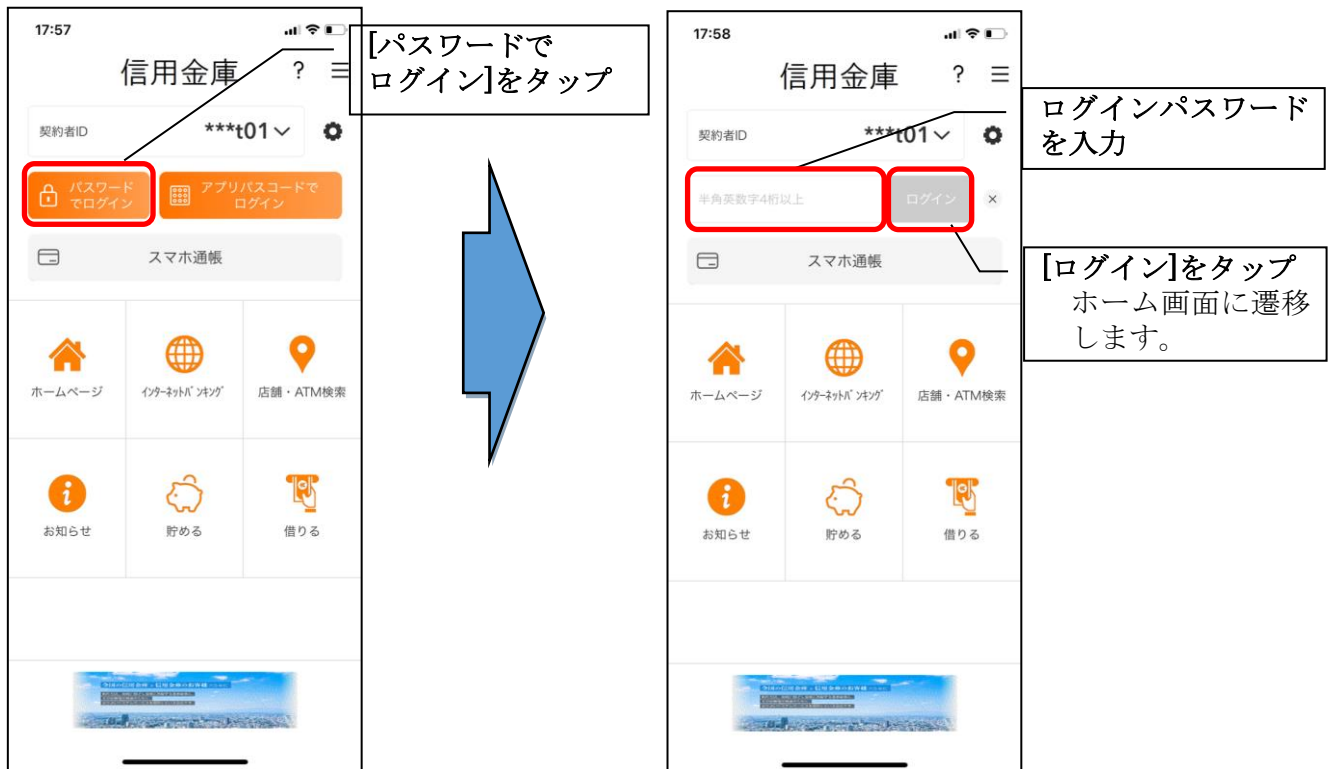 17:57
信用金庫
?
契約者ID
***t01
パスワード
でログイン
アプリパスコードで
ログイン
スマホ通帳
ホームページ
インターネットバンキング
店舗・ATM検索
お知らせ
貯める
借りる
[パスワードで
ログイン]をタップ
17:58
信用金庫
?
契約者ID
***t01
半角英数字4桁以上
ログイン
×
スマホ通帳
ホームページ
インターネットバンキング
店舗・ATM検索
お知らせ
貯める
借りる
ログインパスワード
を入力
[ログイン]をタップ
ホーム画面に遷移
します。